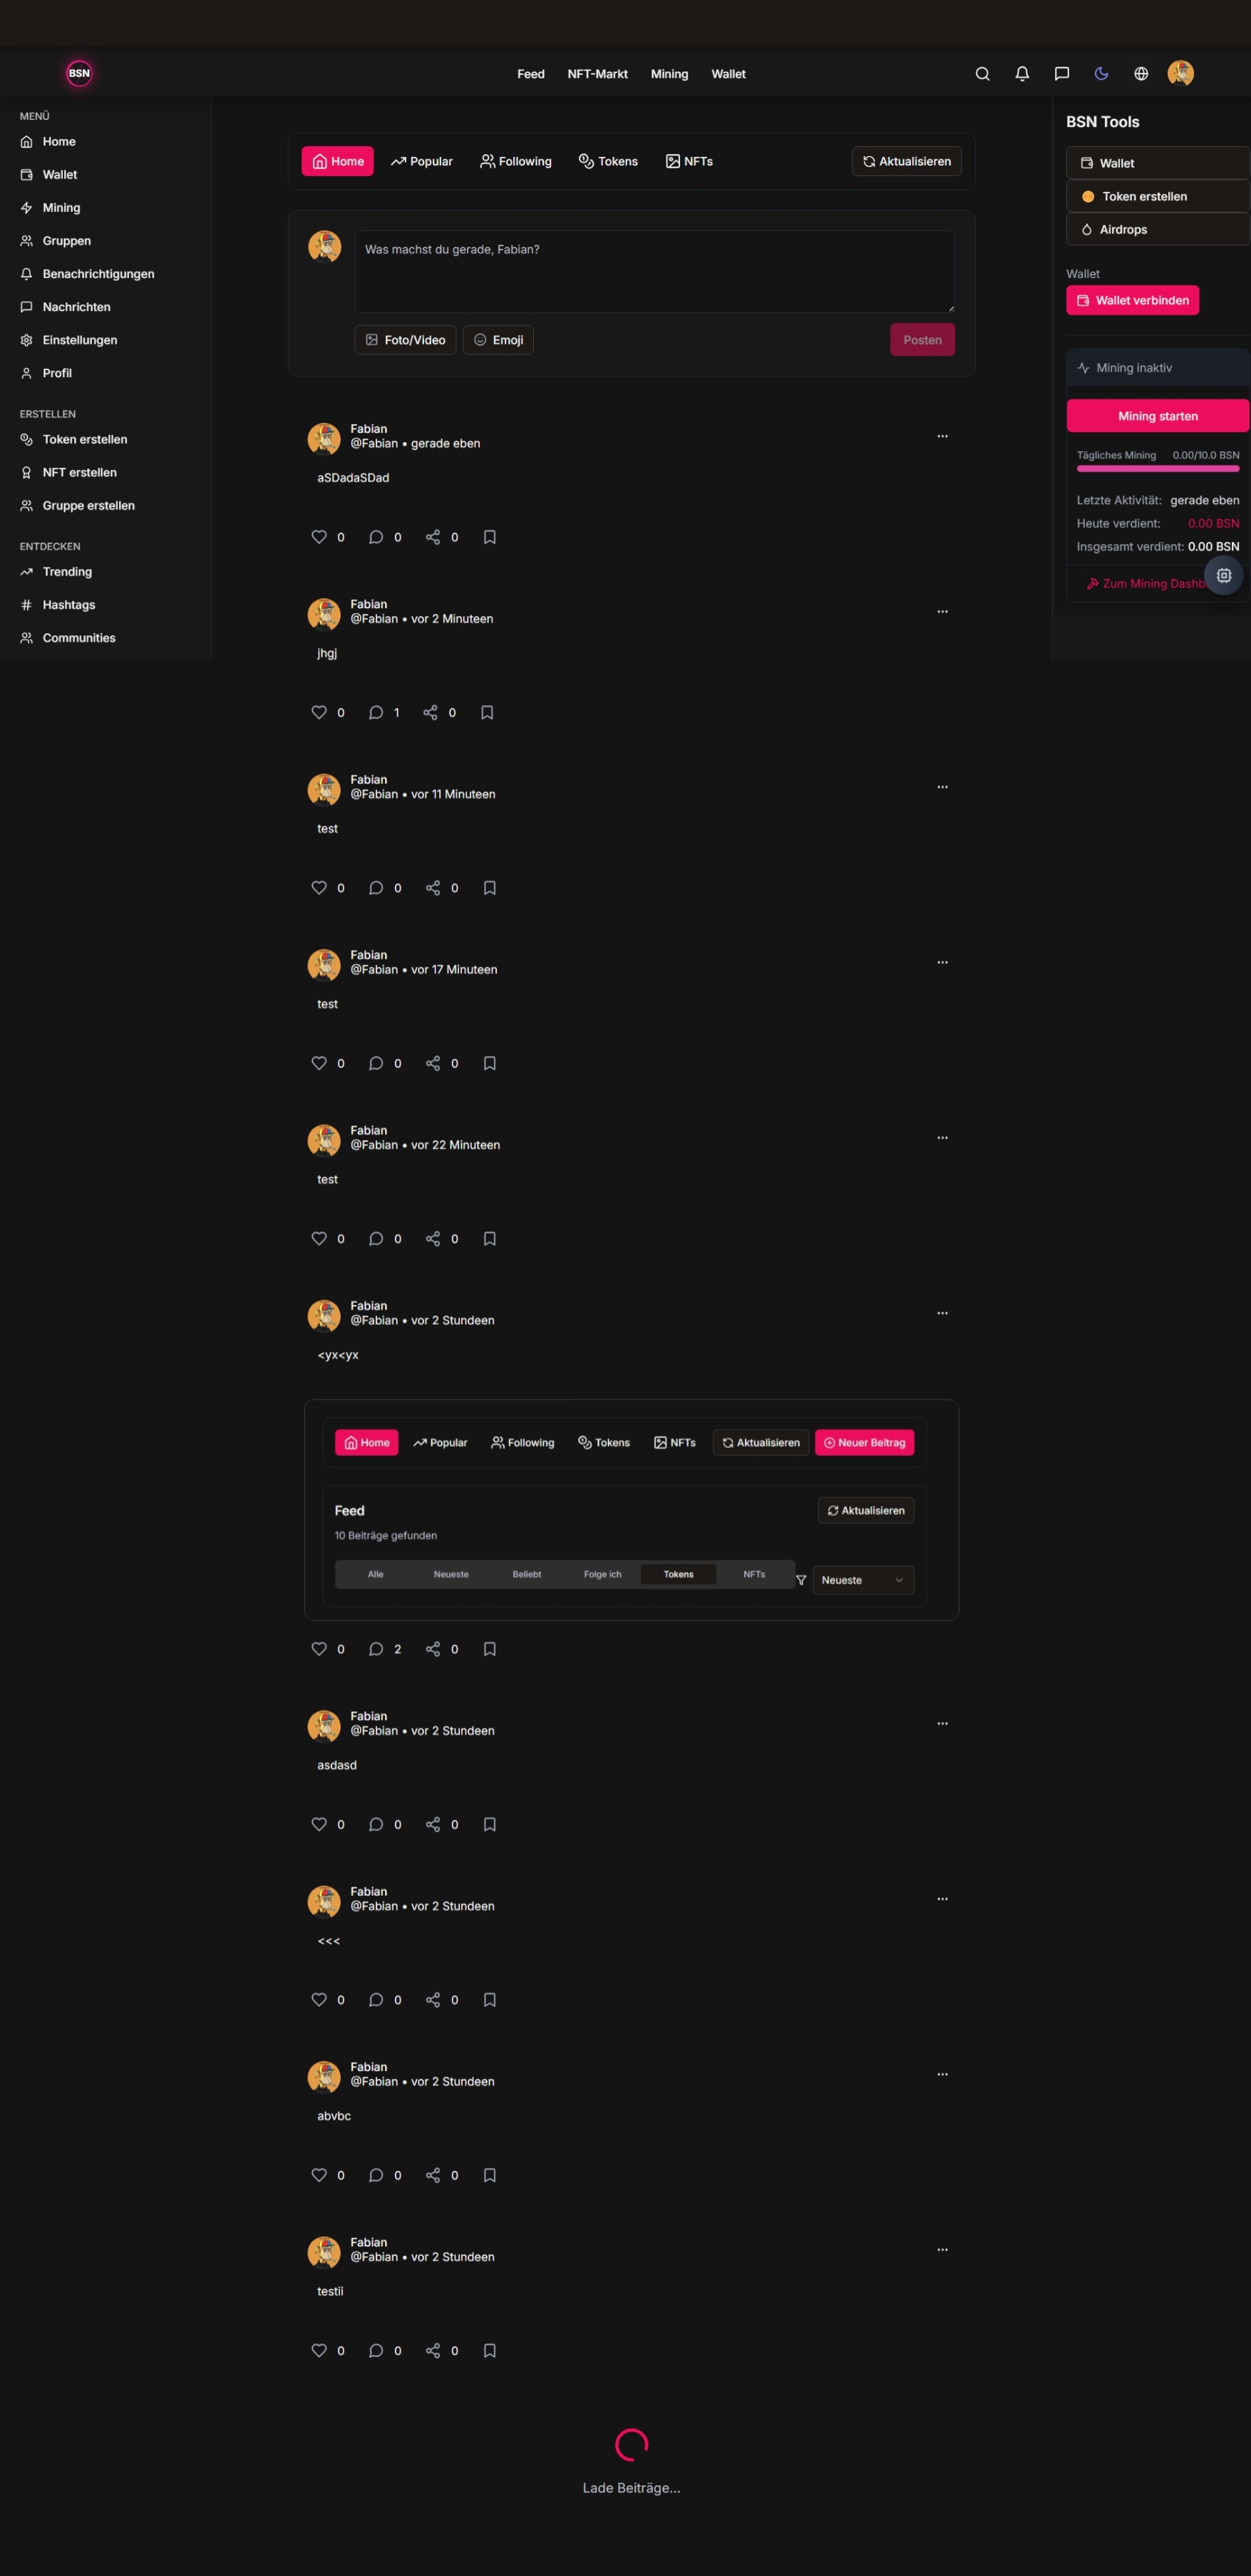 BSN
Feed NFT-Markt Mining Wallet
MENÜ
Home
Wallet
Mining
Gruppen
Benachrichtigungen
Nachrichten
Einstellungen
Profil
ERSTELLEN
Token erstellen
NFT erstellen
Gruppe erstellen
ENTDECKEN
Trending
Hashtags
Communities
Home Popular Following Tokens NFTs Aktualisieren
Was machst du gerade, Fabian?
Foto/Video Emoji Posten
Fabian
@Fabian • gerade eben
aSDadaSDad
0 0 0
Fabian
@Fabian • vor 2 Minuteen
jhgj
0 1 0
Fabian
@Fabian • vor 11 Minuteen
test
0 0 0
Fabian
@Fabian • vor 17 Minuteen
test
0 0 0
Fabian
@Fabian • vor 22 Minuteen
test
0 0 0
Fabian
@Fabian • vor 2 Stundeen
<yx<yx
Home Popular Following Tokens NFTs Aktualisieren Neuer Beitrag
Feed Aktualisieren
10 Beiträge gefunden
Alle Neueste Beliebt Folge ich Tokens NFTs Neueste
0 2 0
Fabian
@Fabian • vor 2 Stundeen
asdasd
0 0 0
Fabian
@Fabian • vor 2 Stundeen
<<<
0 0 0
Fabian
@Fabian • vor 2 Stundeen
abvbc
0 0 0
Fabian
@Fabian • vor 2 Stundeen
testii
0 0 0
Lade Beiträge...
BSN Tools
Wallet
Token erstellen
Airdrops
Wallet
Wallet verbinden
Mining inaktiv
Mining starten
Tägliches Mining 0.00/10.0 BSN
Letzte Aktivität: gerade eben
Heute verdient: 0.00 BSN
Insgesamt verdient: 0.00 BSN
Zum Mining Dashb